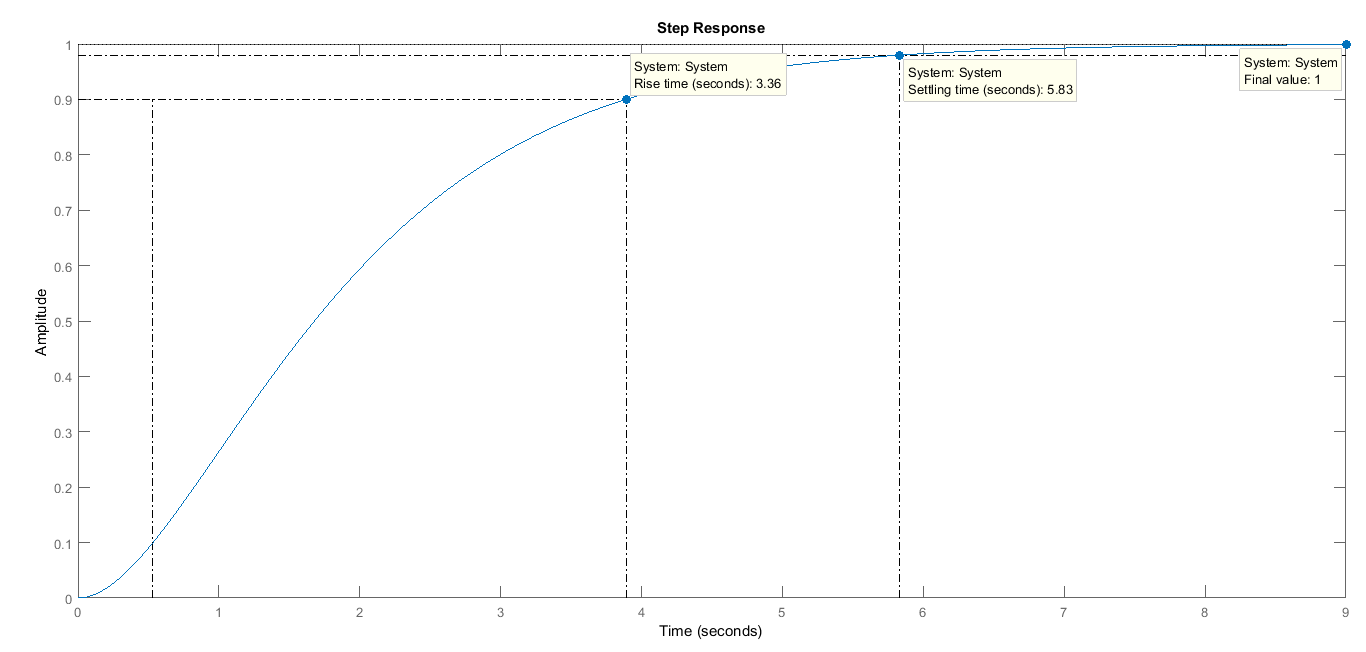 Step Response
1
System: System
Rise time (seconds): 3.36
System: System
Settling time (seconds): 5.83
System: System
Final value: 1
0.9
0.8
0.7
0.6
0.5
0.4
0.3
0.2
0.1
0
Amplitude
0 1 2 3 4 5 6 7 8 9
Time (seconds)